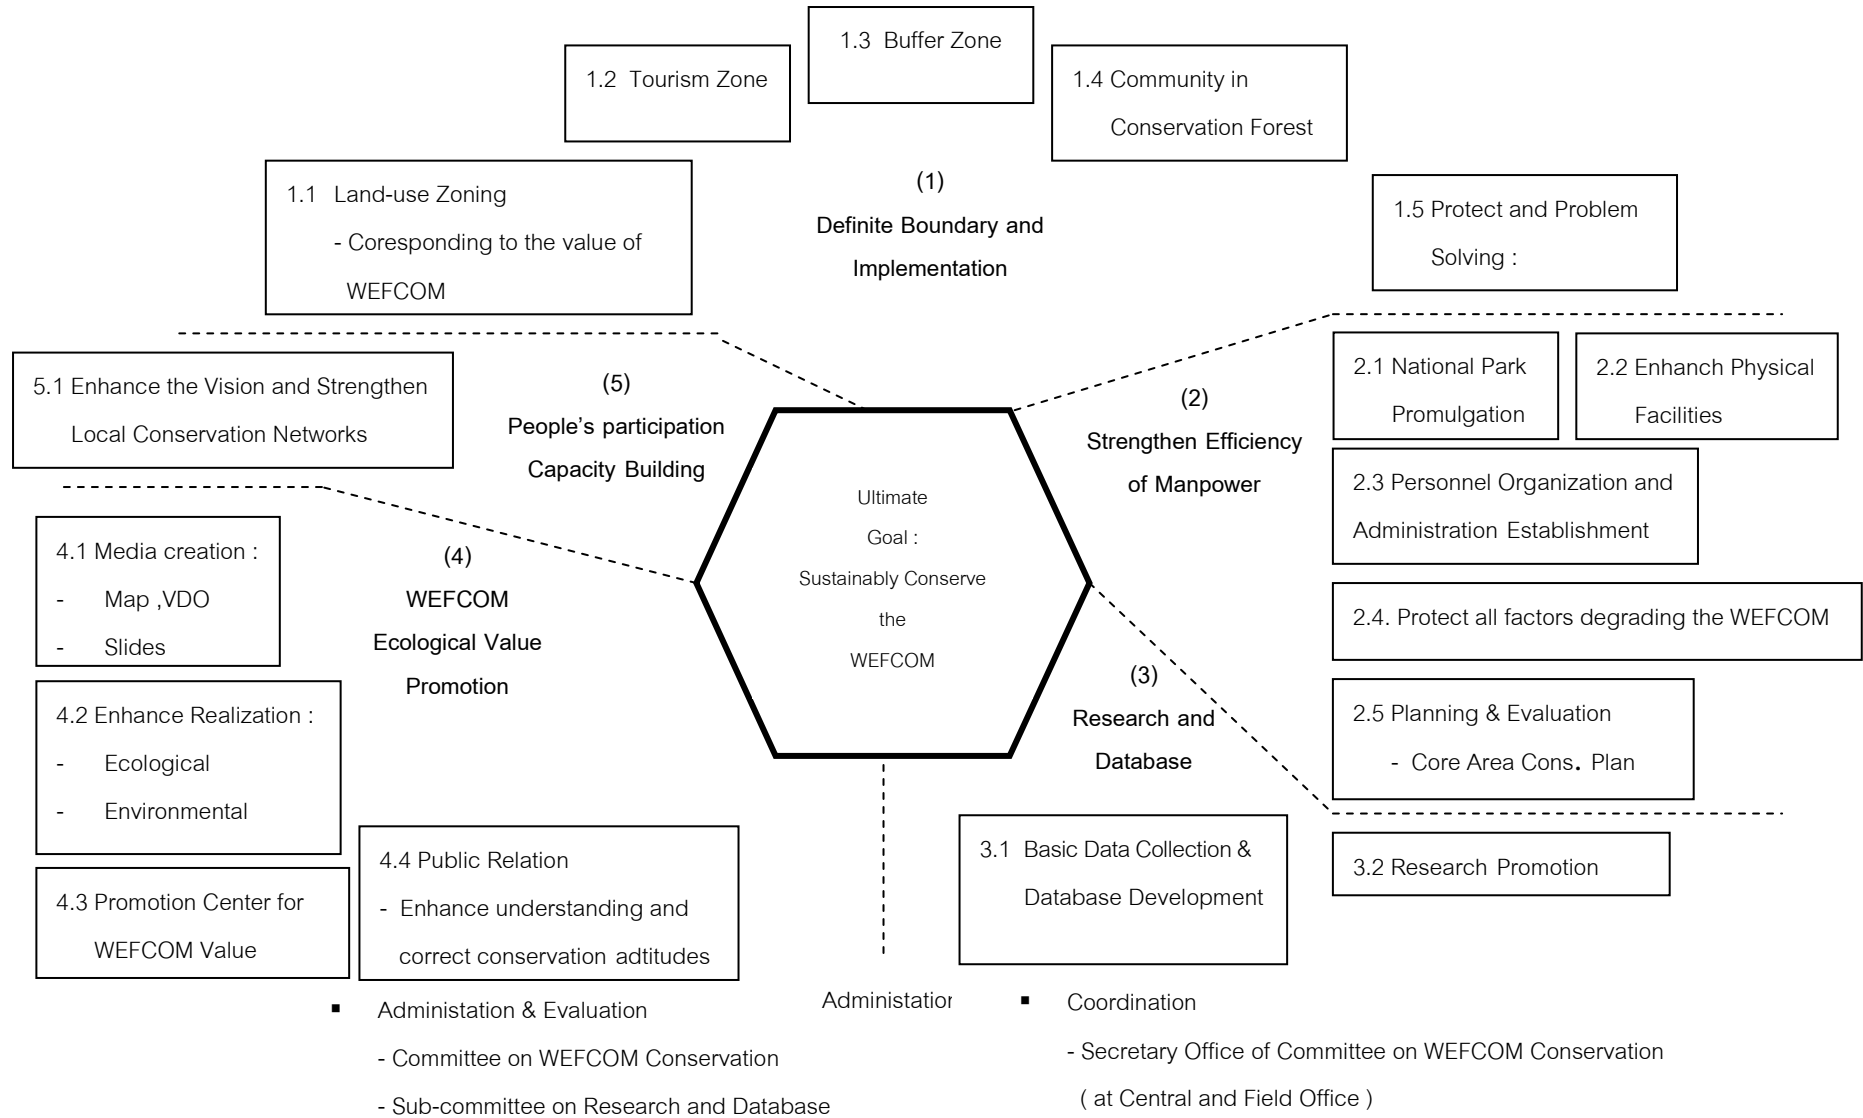 1.3 Buffer Zone
1.2 Tourism Zone
1.4 Community in
Conservation Forest
1.1 Land-use Zoning
- Coresponding to the value of
WEFCOM
(1)
Definite Boundary and
Implementation
1.5 Protect and Problem
Solving :
5.1 Enhance the Vision and Strengthen
Local Conservation Networks
(5)
People’s participation
Capacity Building
(2)
Strengthen Efficiency
of Manpower
2.1 National Park
Promulgation
2.2 Enhanch Physical
Facilities
2.3 Personnel Organization and
Administration Establishment
2.4. Protect all factors degrading the WEFCOM
2.5 Planning & Evaluation
- Core Area Cons. Plan
Ultimate
Goal :
Sustainably Conserve
the
WEFCOM
4.1 Media creation :
- Map ,VDO
- Slides
(4)
WEFCOM
Ecological Value
Promotion
4.2 Enhance Realization :
- Ecological
- Environmental
4.3 Promotion Center for
WEFCOM Value
4.4 Public Relation
- Enhance understanding and
correct conservation adtitudes
(3)
Research and
Database
3.1 Basic Data Collection &
Database Development
3.2 Research Promotion
▪ Administation & Evaluation
- Committee on WEFCOM Conservation
- Sub-committee on Research and Database
Administation
▪ Coordination
- Secretary Office of Committee on WEFCOM Conservation
( at Central and Field Office )